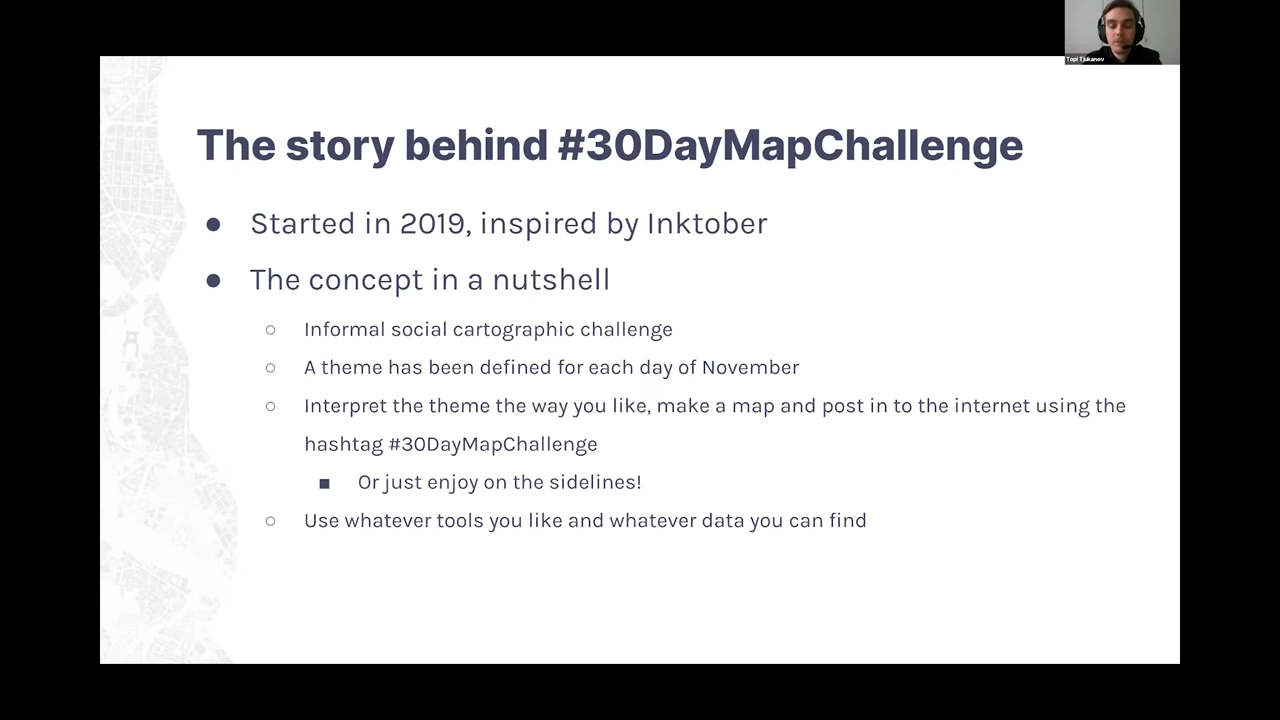 Topi Tjukanov
The story behind #30DayMapChallenge
● Started in 2019, inspired by Inktober
● The concept in a nutshell
○ Informal social cartographic challenge
○ A theme has been defined for each day of November
○ Interpret the theme the way you like, make a map and post in to the internet using the
hashtag #30DayMapChallenge
■ Or just enjoy on the sidelines!
○ Use whatever tools you like and whatever data you can find